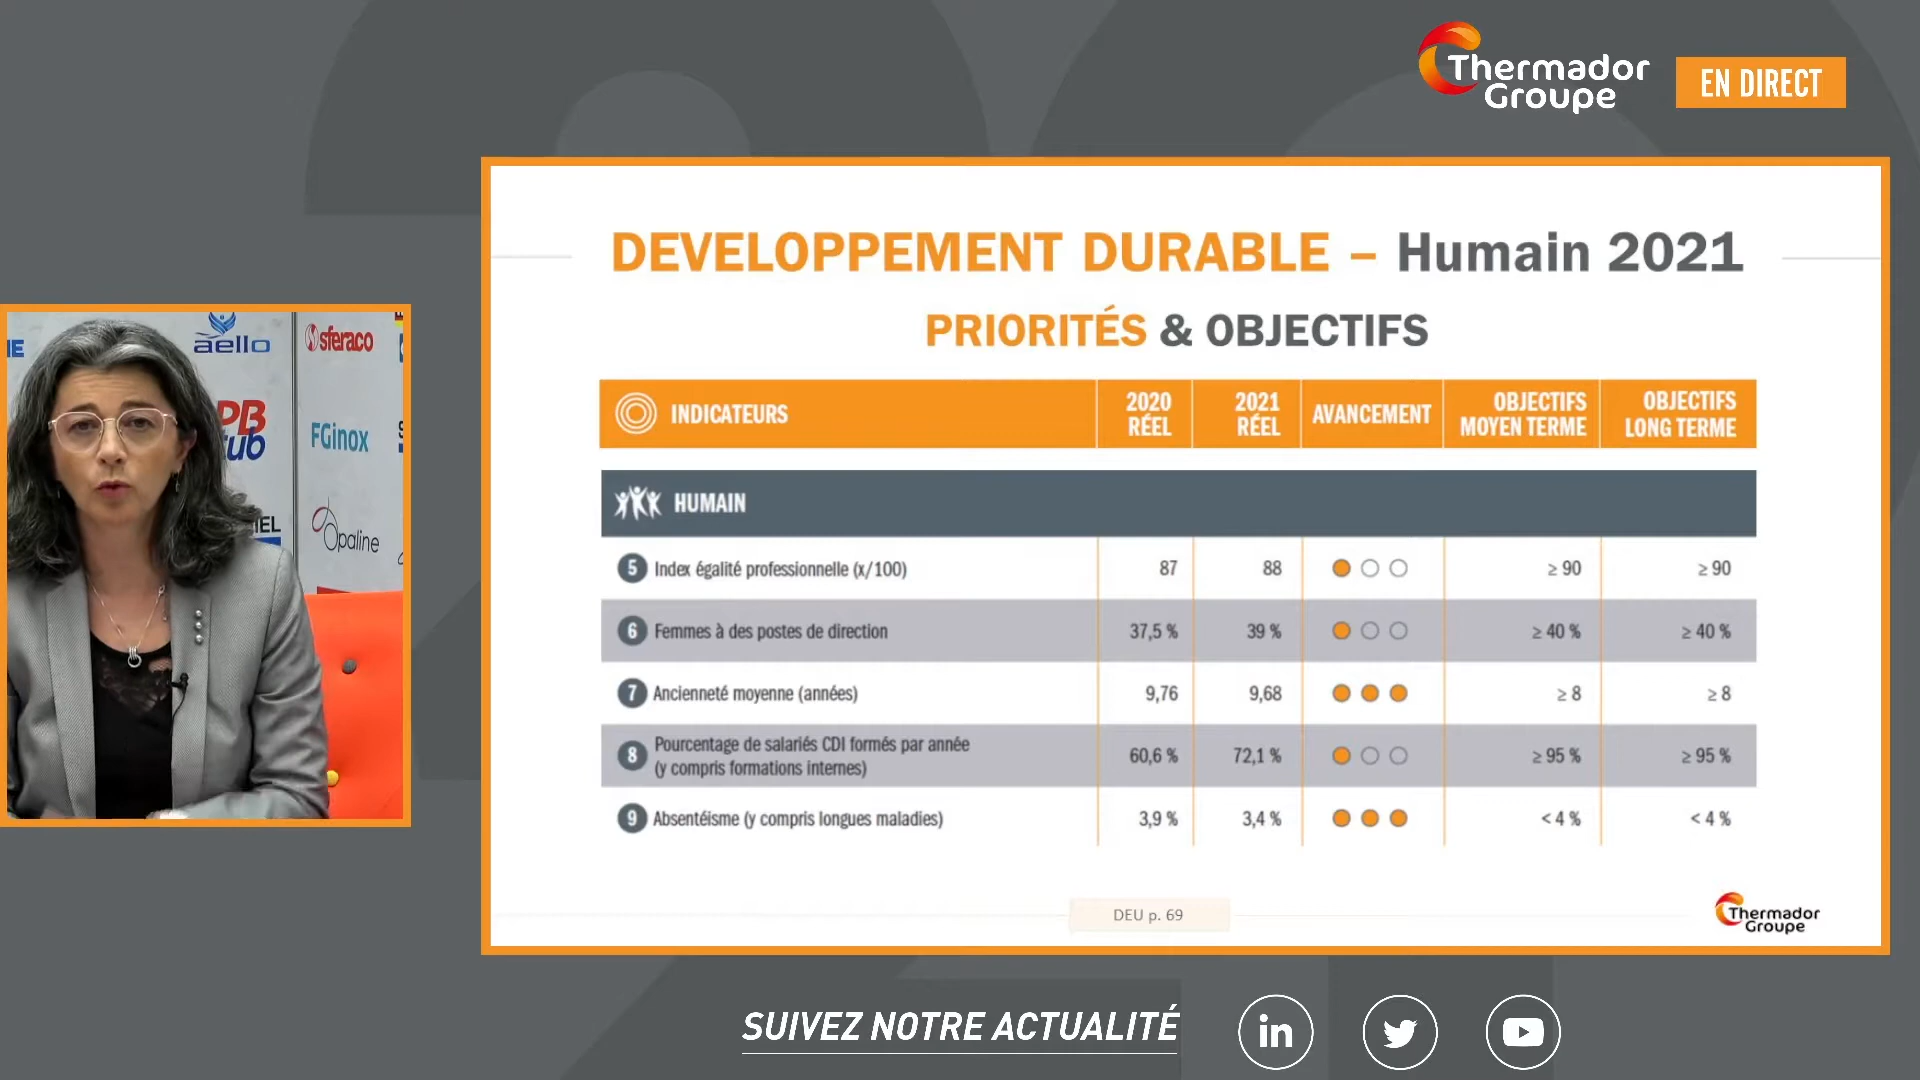 Thermador
Groupe
EN DIRECT
DEVELOPPEMENT DURABLE – Humain 2021
PRIORITÉS & OBJECTIFS
INDICATEURS
2020
RÉEL
2021
RÉEL
AVANCEMENT
OBJECTIFS
MOYEN TERME
OBJECTIFS
LONG TERME
HUMAIN
5 Index égalité professionnelle (x/100) 87 88 ≥ 90 ≥ 90
6 Femmes à des postes de direction 37,5 % 39 % ≥ 40 % ≥ 40 %
7 Ancienneté moyenne (années) 9,76 9,68 ≥ 8 ≥ 8
8 Pourcentage de salariés CDI formés par année
(y compris formations internes) 60,6 % 72,1 % ≥ 95 % ≥ 95 %
9 Absentéisme (y compris longues maladies) 3,9 % 3,4 % < 4 % < 4 %
DEU p. 69
Thermador
Groupe
aello
sferaco
PB
tub
FGinox
Opaline
SUIVEZ NOTRE ACTUALITÉ
in